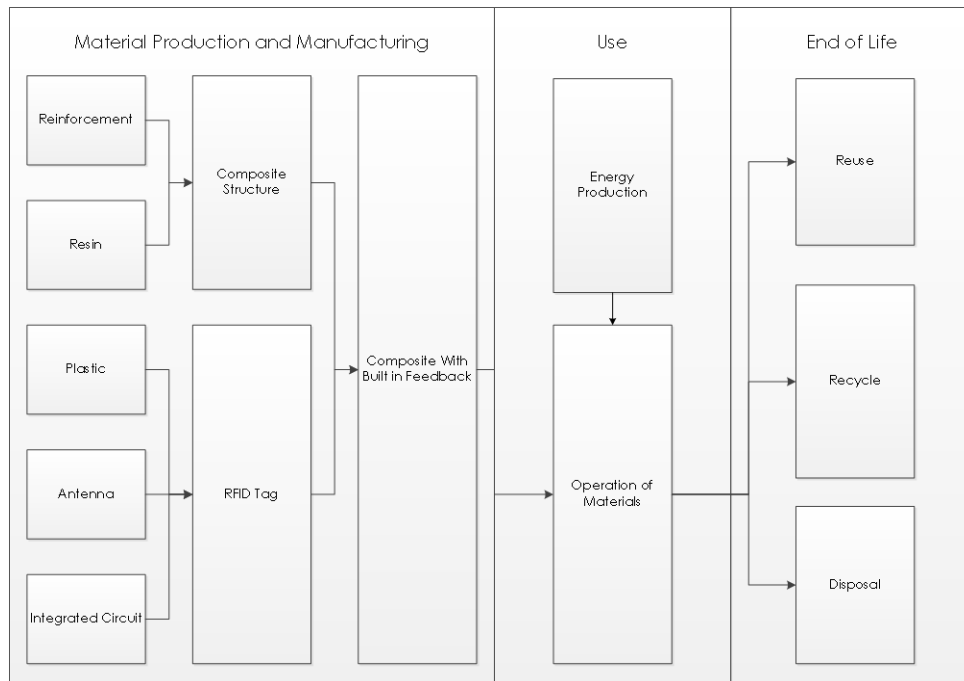 Material Production and Manufacturing
Use
End of Life
Reinforcement
Resin
Plastic
Antenna
Integrated Circuit
Composite
Structure
RFID Tag
Composite With
Built in Feedback
Energy
Production
Operation of
Materials
Reuse
Recycle
Disposal